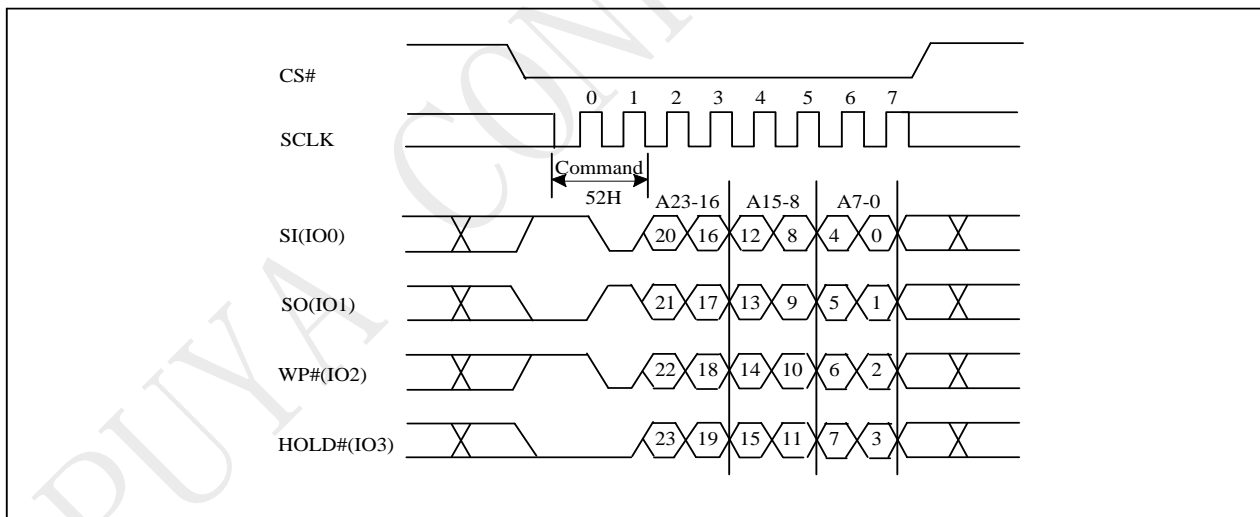 CS#
0 1 2 3 4 5 6 7
SCLK
Command
52H
A23-16 A15-8 A7-0
SI(IO0) 20 16 12 8 4 0
SO(IO1) 21 17 13 9 5 1
WP#(IO2) 22 18 14 10 6 2
HOLD#(IO3) 23 19 15 11 7 3
PUYA CONF